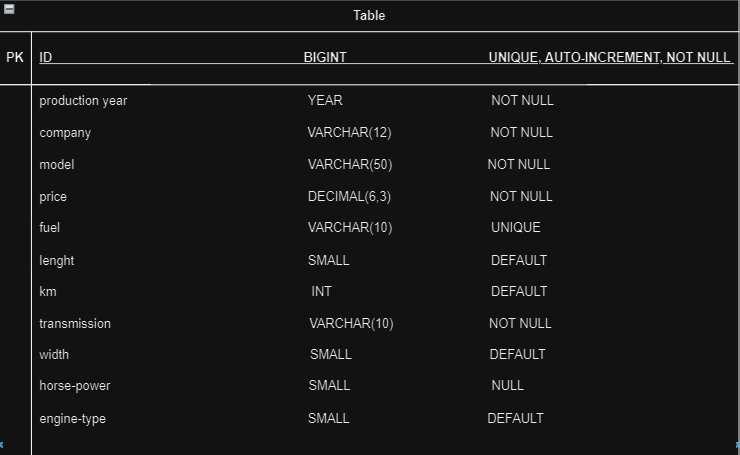 Table
PK ID BIGINT UNIQUE, AUTO-INCREMENT, NOT NULL
production year YEAR NOT NULL
company VARCHAR(12) NOT NULL
model VARCHAR(50) NOT NULL
price DECIMAL(6,3) NOT NULL
fuel VARCHAR(10) UNIQUE
lenght SMALL DEFAULT
km INT DEFAULT
transmission VARCHAR(10) NOT NULL
width SMALL DEFAULT
horse-power SMALL NULL
engine-type SMALL DEFAULT